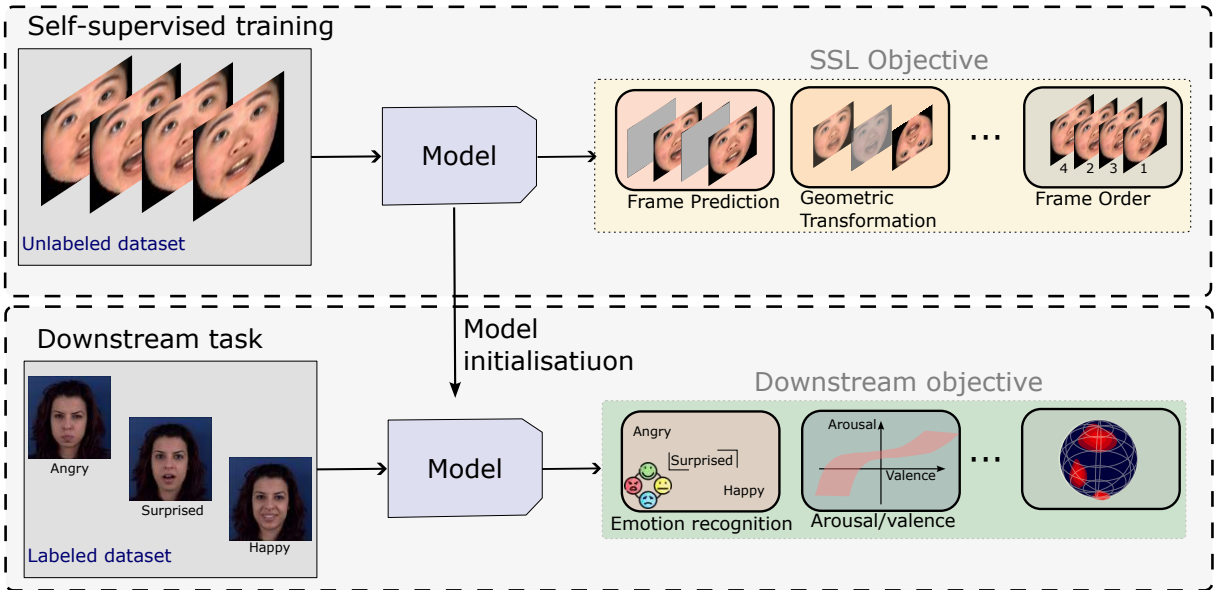 Self-supervised training
SSL Objective
Model
4 2 3 1
Frame Prediction
Geometric
Transformation
Frame Order
Unlabeled dataset
Model
initialisatiuon
Downstream task
Downstream objective
Angry
Surprised
Happy
Labeled dataset
Model
Angry
Surprised
Happy
Emotion recognition
Arousal
Valence
Arousal/valence